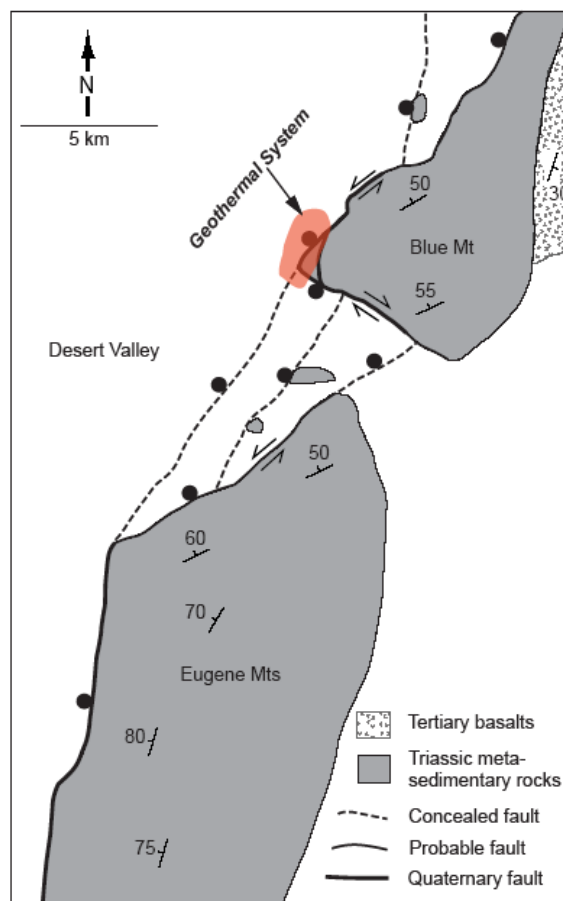 N
5 km
Geothermal System
50
30
Blue Mt
55
Desert Valley
50
60
70
Eugene Mts
80
75
Tertiary basalts
Triassic meta-
sedimentary rocks
Concealed fault
Probable fault
Quaternary fault